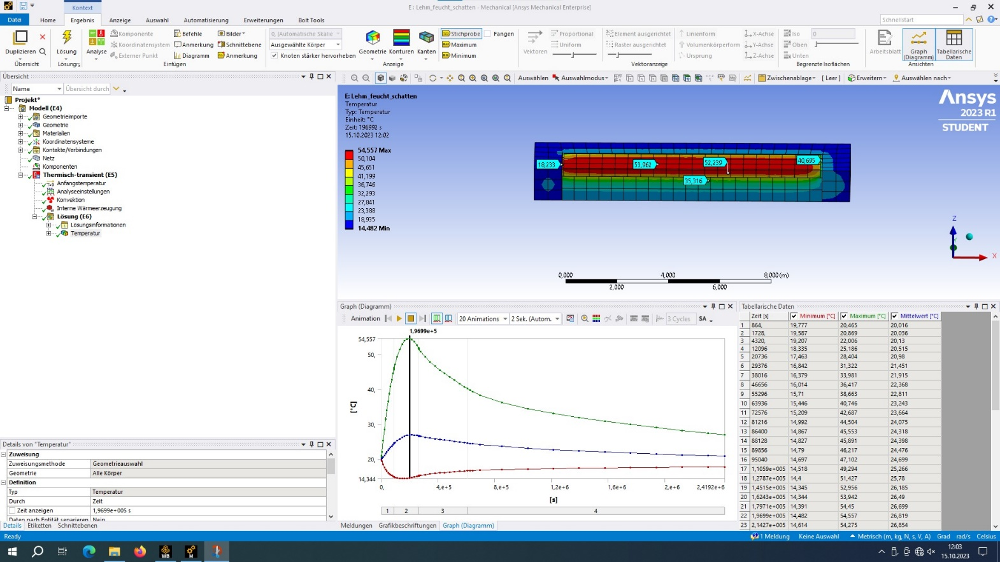 Kontext
E : Lehm_feucht_schatten - Mechanical [Ansys Mechanical Enterprise]
Datei Home Ergebnis Anzeige Auswahl Automatisierung Erweiterungen Bolt Tools
Schnellstart
Duplizieren
Übersicht
Lösung
Lösung
Analyse
Komponente
Koordinatensystem
Externer Punkt
Befehle
Anmerkung
Diagramm
Bilder
Schnittebene
Anmerkung
Einfügen
0, (Automatische Skalie
Ausgewählte Körper
Knoten stärker hervorheben
Geometrie Konturen Kanten
Anzeige
Stichprobe Fangen
Maximum
Minimum
Vektoren
Proportional
Uniform
Element ausgerichtet
Raster ausgerichtet
Linienform
Volumenkörperform
Ursprung
X-Achse
Y-Achse
Z-Achse
Vektoranzeige
Iso 0
Oben
Unten
Begrenzte Isoflächen
Arbeitsblatt
Graph (Diagramm)
Tabellarische Daten
Ansichten
Übersicht
Name Übersicht durch
Auswählen Auswahlmodus Zwischenablage [ Leer ] Erweitern Auswählen nach
Projekt*
Modell (E4)
Geometrieimporte
Geometrie
Materialien
Koordinatensysteme
Kontakte/Verbindungen
Netz
Komponenten
Thermisch-transient (E5)
Anfangstemperatur
Analyseeinstellungen
Konvektion
Interne Wärmeerzeugung
Lösung (E6)
Lösungsinformationen
Temperatur
E: Lehm_feucht_schatten
Temperatur
Typ: Temperatur
Einheit: °C
Zeit: 196992 s
15.10.2023 12:02
54,557 Max
50,104
45,651
41,199
36,746
32,293
27,841
23,388
18,935
14,482 Min
18,233
53,962
52,239
40,695
35,316
Ansys
2023 R1
STUDENT
Z
Y
X
0,000 4,000 8,000 (m)
2,000 6,000
Graph (Diagramm)
Animation 20 Animations 2 Sek. (Autom. 3 Cycles SA
1,9699e+5
54,557
50,
40,
30,
20,
14,344
[°C]
0, 4,e+5 8,e+5 1,2e+6 1,6e+6 2,e+6 2,4192e+6
[s]
1 2 3 4
Meldungen Grafikbeschriftungen Graph (Diagramm)
Tabellarische Daten
Zeit [s] Minimum [°C] Maximum [°C] Mittelwert [°C]
1 864, 19,777 20,465 20,016
2 1728, 19,587 20,869 20,036
3 4320, 19,207 22,006 20,13
4 12096 18,335 25,186 20,515
5 20736 17,463 28,404 20,98
6 29376 16,842 31,322 21,451
7 38016 16,379 33,981 21,915
8 46656 16,014 36,417 22,368
9 55296 15,71 38,663 22,811
10 63936 15,446 40,746 23,243
11 72576 15,209 42,687 23,664
12 81216 14,992 44,504 24,075
13 86400 14,867 45,553 24,318
14 88128 14,827 45,891 24,398
15 89856 14,79 46,217 24,476
16 95040 14,697 47,102 24,699
17 1,1059e+005 14,518 49,294 25,266
18 1,2787e+005 14,4 51,427 25,78
19 1,4515e+005 14,345 52,956 26,185
20 1,6243e+005 14,344 53,942 26,49
21 1,7971e+005 14,391 54,45 26,699
22 1,9699e+005 14,482 54,557 26,819
23 2,1427e+005 14,614 54,275 26,854
Details von "Temperatur"
Zuweisung
Zuweisungsmethode Geometrieauswahl
Geometrie Alle Körper
Definition
Typ Temperatur
Durch Zeit
Zeit anzeigen 1,9699e+005 s
Daten nach Entität separieren Nein
Details Etiketten Schnittebenen
Ready
1 Meldung Keine Auswahl Metrisch (m, kg, N, s, V, A) Grad rad/s Celsius
WB
M
12:03
15.10.2023